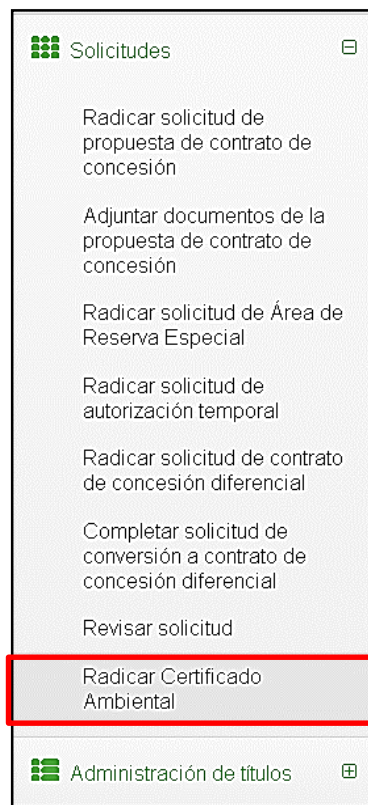 Solicitudes
Radicar solicitud de
propuesta de contrato de
concesión
Adjuntar documentos de la
propuesta de contrato de
concesión
Radicar solicitud de Área de
Reserva Especial
Radicar solicitud de
autorización temporal
Radicar solicitud de contrato
de concesión diferencial
Completar solicitud de
conversión a contrato de
concesión diferencial
Revisar solicitud
Radicar Certificado
Ambiental
Administración de títulos